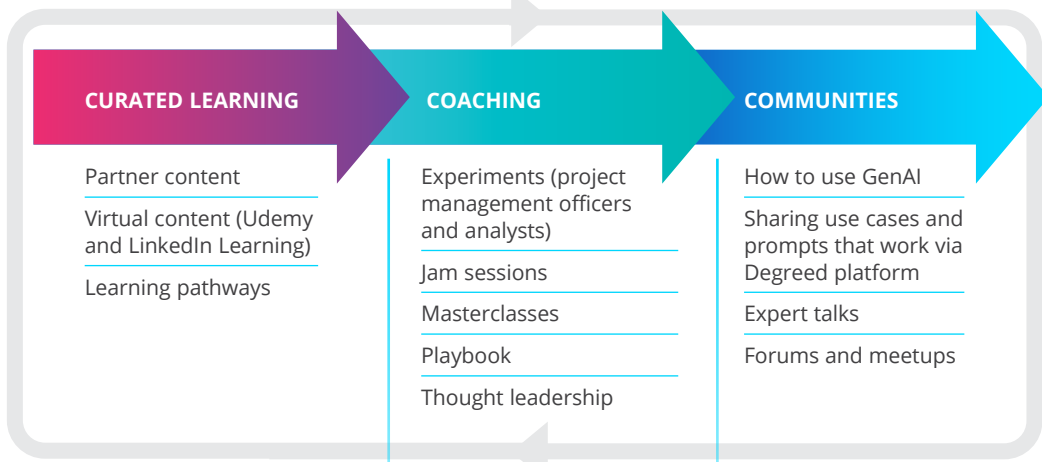 CURATED LEARNING
Partner content
Virtual content (Udemy
and LinkedIn Learning)
Learning pathways
COACHING
Experiments (project
management officers
and analysts)
Jam sessions
Masterclasses
Playbook
Thought leadership
COMMUNITIES
How to use GenAI
Sharing use cases and
prompts that work via
Degreed platform
Expert talks
Forums and meetups